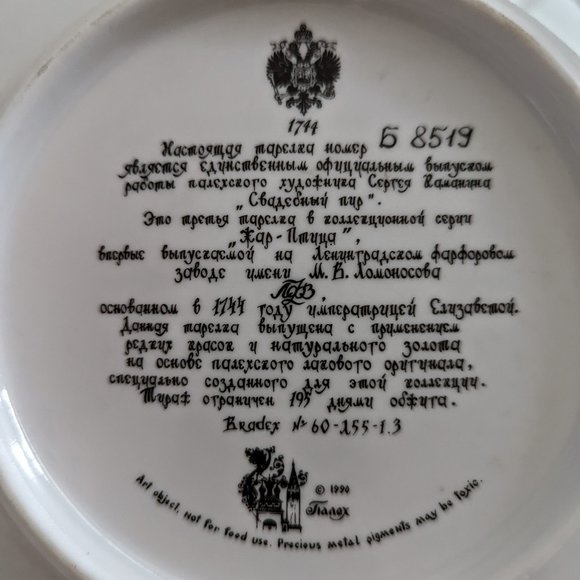 1744
Настоящая тарелка номер Б 8519
является единственным официальным выпуском
работы палехского художника Сергея Каманина
„Свадебный пир".
Это третья тарелка в коллекционной серии
„Жар-Птица",
впервые выпускаемой на Ленинградском фарфоровом
заводе имени М. В. Ломоносова
ЛФЗ,
основанном в 1744 году императрицей Елизаветой.
Данная тарелка выпущена с применением
редких красок и натурального золота
на основе палехского лакового оригинала,
специально созданного для этой коллекции.
Тираж ограничен 195 днями обжига.
Bradex № 60-Л55-1.3
© 1990
Палех
Art object. Not for food use. Precious metal pigments may be toxic.